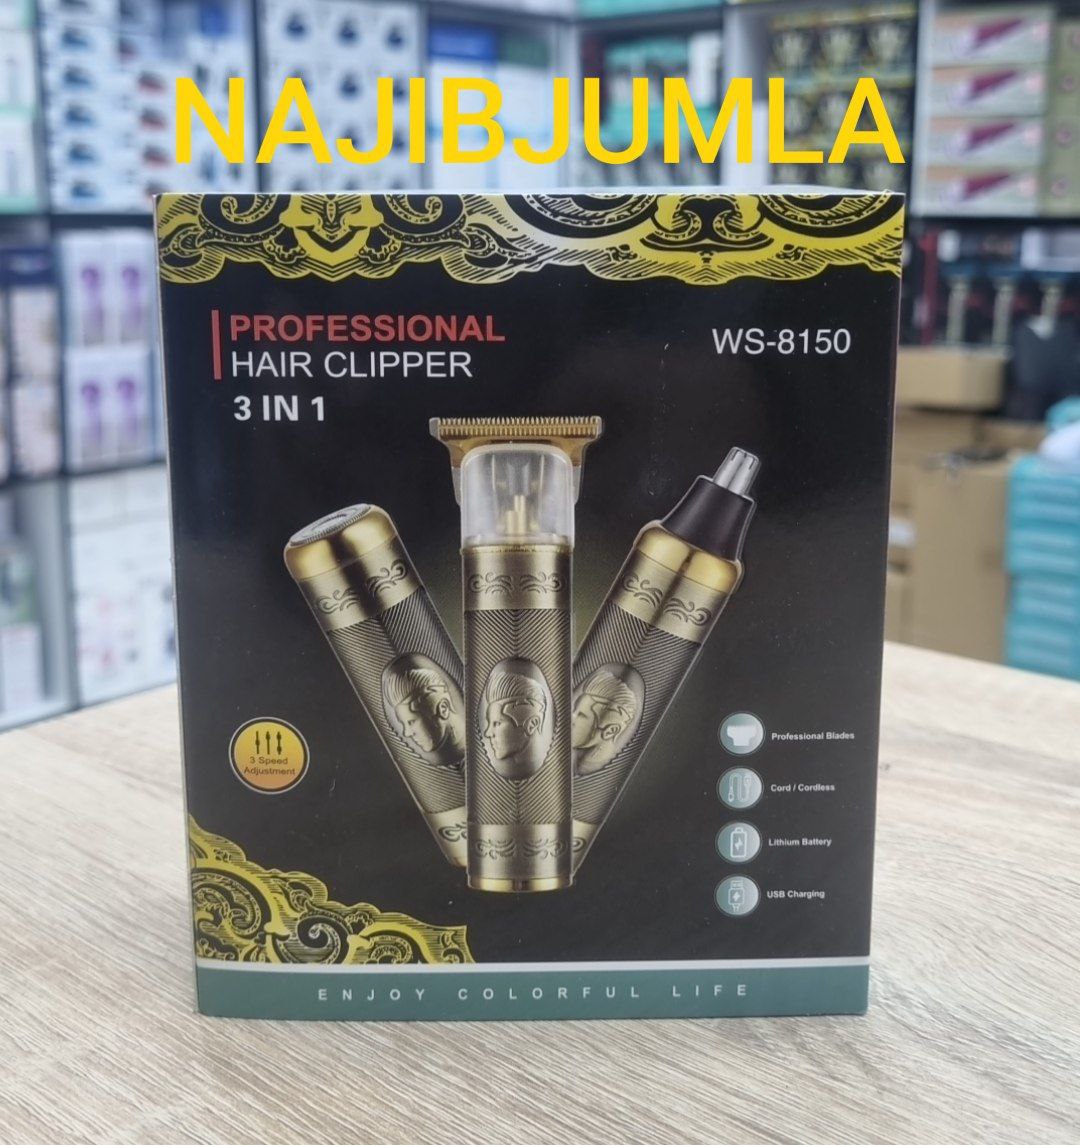 NAJIBJUMLA
PROFESSIONAL
HAIR CLIPPER
3 IN 1
WS-8150
3 Speed
Adjustment
Professional Blades
Cord / Cordless
Lithium Battery
USB Charging
ENJOY COLORFUL LIFE